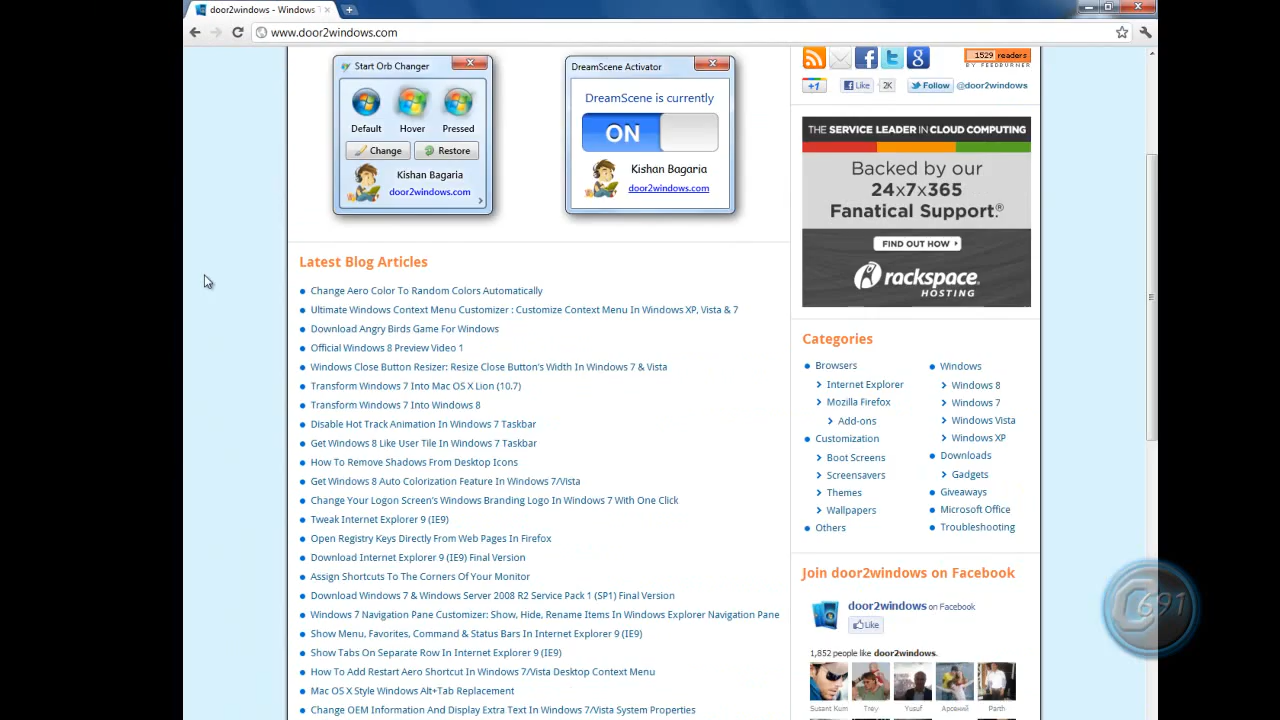 door2windows - Windows
www.door2windows.com
Start Orb Changer
Default Hover Pressed
Change Restore
Kishan Bagaria
door2windows.com
DreamScene Activator
DreamScene is currently
ON
Kishan Bagaria
door2windows.com
Latest Blog Articles
Change Aero Color To Random Colors Automatically
Ultimate Windows Context Menu Customizer : Customize Context Menu In Windows XP, Vista & 7
Download Angry Birds Game For Windows
Official Windows 8 Preview Video 1
Windows Close Button Resizer: Resize Close Button's Width In Windows 7 & Vista
Transform Windows 7 Into Mac OS X Lion (10.7)
Transform Windows 7 Into Windows 8
Disable Hot Track Animation In Windows 7 Taskbar
Get Windows 8 Like User Tile In Windows 7 Taskbar
How To Remove Shadows From Desktop Icons
Get Windows 8 Auto Colorization Feature In Windows 7/Vista
Change Your Logon Screen's Windows Branding Logo In Windows 7 With One Click
Tweak Internet Explorer 9 (IE9)
Open Registry Keys Directly From Web Pages In Firefox
Download Internet Explorer 9 (IE9) Final Version
Assign Shortcuts To The Corners Of Your Monitor
Download Windows 7 & Windows Server 2008 R2 Service Pack 1 (SP1) Final Version
Windows 7 Navigation Pane Customizer: Show, Hide, Rename Items In Windows Explorer Navigation Pane
Show Menu, Favorites, Command & Status Bars In Internet Explorer 9 (IE9)
Show Tabs On Separate Row In Internet Explorer 9 (IE9)
How To Add Restart Aero Shortcut In Windows 7/Vista Desktop Context Menu
Mac OS X Style Windows Alt+Tab Replacement
Change OEM Information And Display Extra Text In Windows 7/Vista System Properties
1529 readers
BY FEEDBURNER
+1 Like 2K Follow @door2windows
THE SERVICE LEADER IN CLOUD COMPUTING
Backed by our
24x7x365
Fanatical Support.®
FIND OUT HOW
rackspace.
HOSTING
Categories
Browsers
Internet Explorer
Mozilla Firefox
Add-ons
Customization
Boot Screens
Screensavers
Themes
Wallpapers
Others
Windows
Windows 8
Windows 7
Windows Vista
Windows XP
Downloads
Gadgets
Giveaways
Microsoft Office
Troubleshooting
Join door2windows on Facebook
door2windows on Facebook
Like
1,852 people like door2windows.
Susant Kum Trey Yusuf Арсений Parth
C691